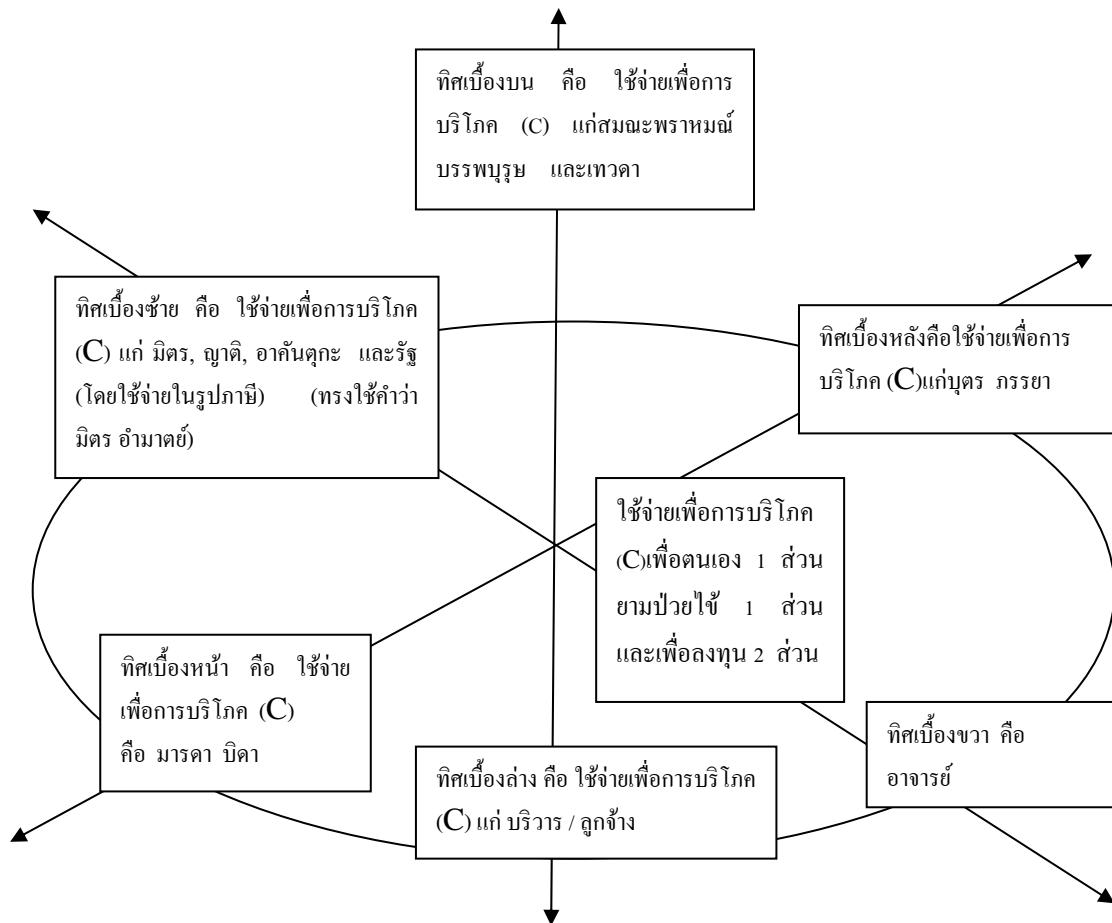 ทิศเบื้องบน คือ ใช้จ่ายเพื่อการ
บริโภค (C) แก่สมณะพราหมณ์
บรรพบุรุษ และเทวดา
ทิศเบื้องซ้าย คือ ใช้จ่ายเพื่อการบริโภค
(C) แก่ มิตร, ญาติ, อาคันตุกะ และรัฐ
(โดยใช้จ่ายในรูปภาษี) (ทรงใช้คำว่า
มิตร อำมาตย์)
ทิศเบื้องหลังคือใช้จ่ายเพื่อการ
บริโภค (C)แก่บุตร ภรรยา
ใช้จ่ายเพื่อการบริโภค
(C)เพื่อตนเอง 1 ส่วน
ยามป่วยไข้ 1 ส่วน
และเพื่อลงทุน 2 ส่วน
ทิศเบื้องหน้า คือ ใช้จ่าย
เพื่อการบริโภค (C)
คือ มารดา บิดา
ทิศเบื้องขวา คือ
อาจารย์
ทิศเบื้องล่าง คือ ใช้จ่ายเพื่อการบริโภค
(C) แก่ บริวาร / ลูกจ้าง